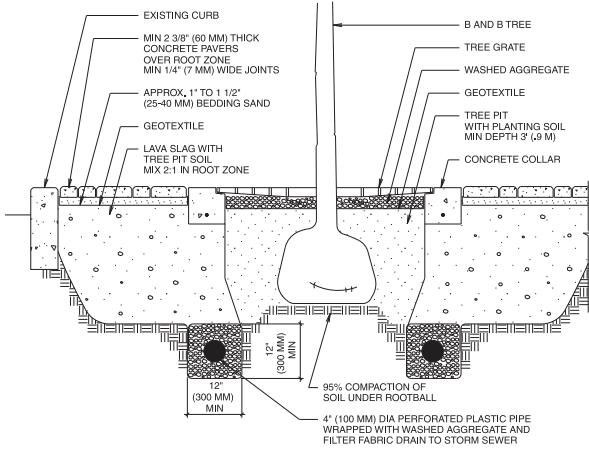 EXISTING CURB
MIN 2 3/8" (60 MM) THICK
CONCRETE PAVERS
OVER ROOT ZONE
MIN 1/4" (7 MM) WIDE JOINTS
APPROX. 1" TO 1 1/2"
(25-40 MM) BEDDING SAND
GEOTEXTILE
LAVA SLAG WITH
TREE PIT SOIL
MIX 2:1 IN ROOT ZONE
B AND B TREE
TREE GRATE
WASHED AGGREGATE
GEOTEXTILE
TREE PIT
WITH PLANTING SOIL
MIN DEPTH 3' (.9 M)
CONCRETE COLLAR
12"
(300 MM)
MIN
12"
(300 MM)
MIN
95% COMPACTION OF
SOIL UNDER ROOTBALL
4" (100 MM) DIA PERFORATED PLASTIC PIPE
WRAPPED WITH WASHED AGGREGATE AND
FILTER FABRIC DRAIN TO STORM SEWER